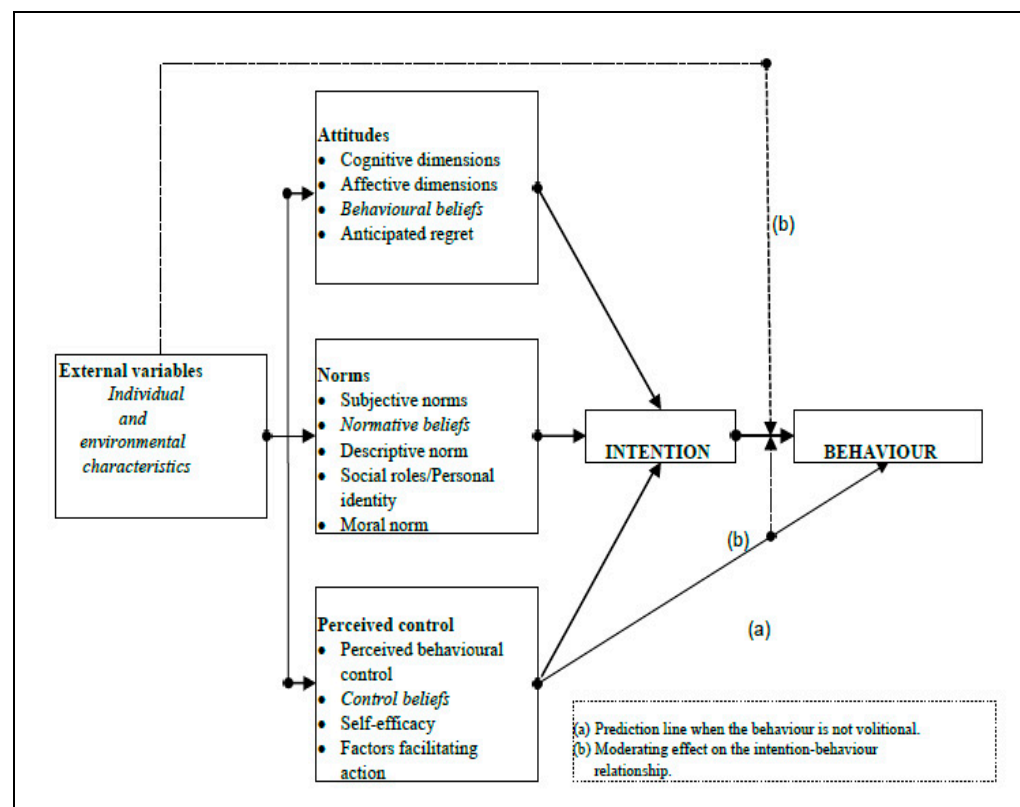 Attitudes
● Cognitive dimensions
● Affective dimensions
● Behavioural beliefs
● Anticipated regret
(b)
External variables
Individual
and
environmental
characteristics
Norms
● Subjective norms
● Normative beliefs
● Descriptive norm
● Social roles/Personal
identity
● Moral norm
INTENTION
BEHAVIOUR
(b)
(a)
Perceived control
● Perceived behavioural
control
● Control beliefs
● Self-efficacy
● Factors facilitating
action
(a) Prediction line when the behaviour is not volitional.
(b) Moderating effect on the intention-behaviour
relationship.